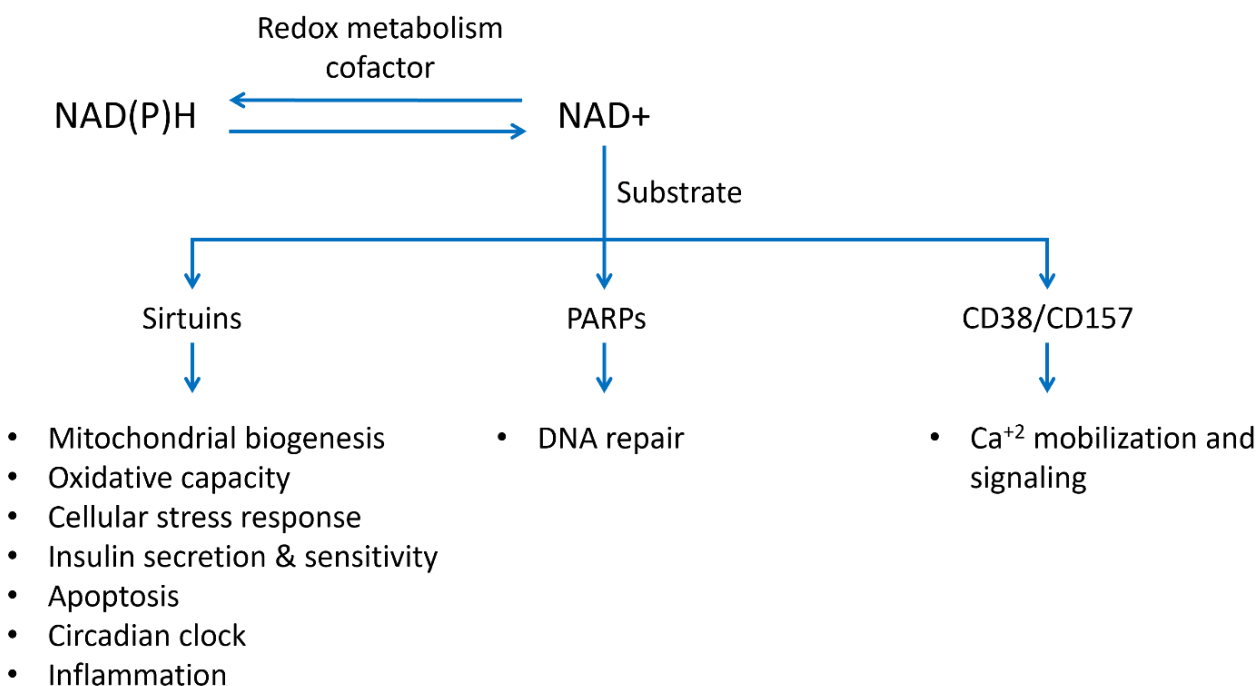 Redox metabolism
cofactor
NAD(P)H
NAD+
Substrate
Sirtuins
PARPs
CD38/CD157
• Mitochondrial biogenesis
• Oxidative capacity
• Cellular stress response
• Insulin secretion & sensitivity
• Apoptosis
• Circadian clock
• Inflammation
• DNA repair
• Ca⁺² mobilization and
signaling